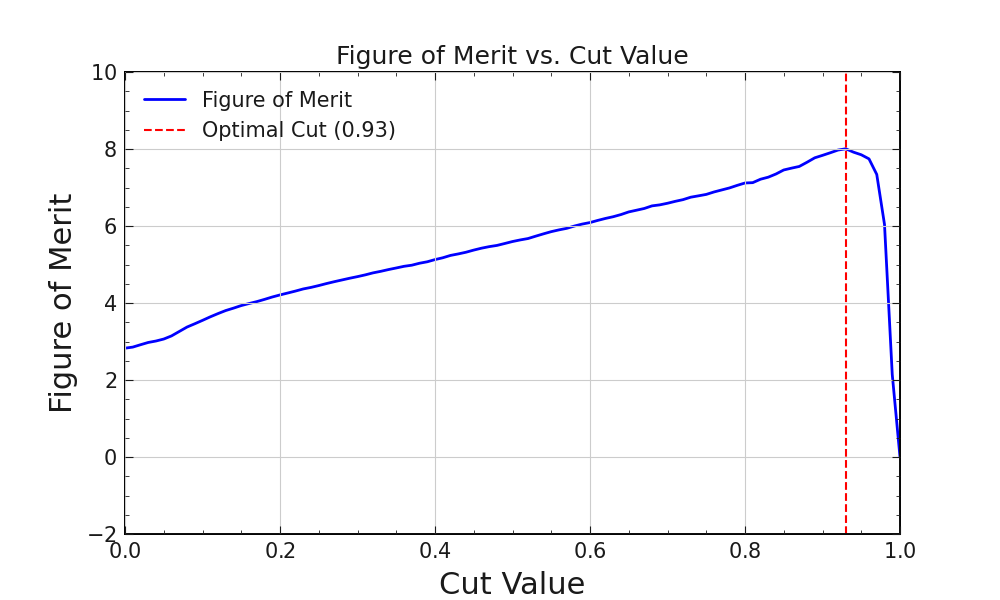 Figure of Merit vs. Cut Value
Figure of Merit
Optimal Cut (0.93)
Figure of Merit
10
8
6
4
2
0
−2
0.0 0.2 0.4 0.6 0.8 1.0
Cut Value